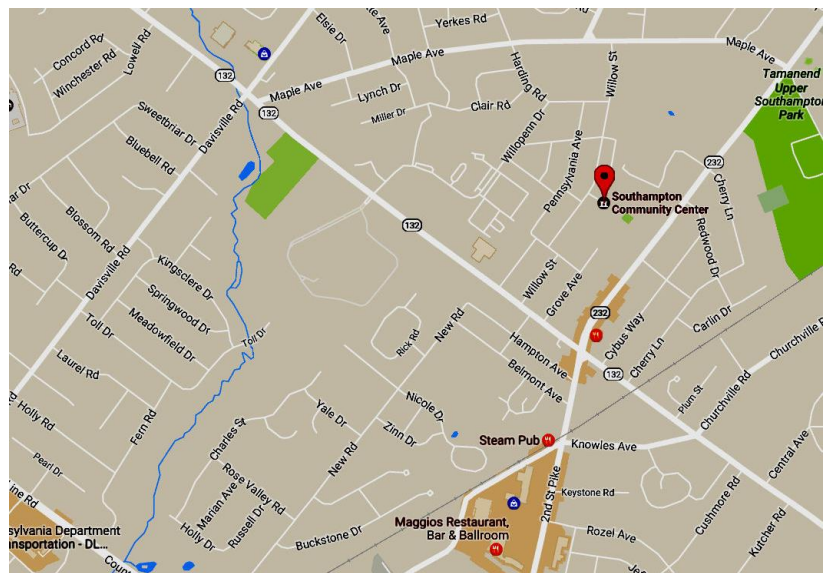 Yerkes Rd
Elsie Dr
Willow St
Maple Ave
Concord Rd
Winchester Rd
Lowell Rd
Harding Rd
Maple Ave
132
Maple Ave
Lynch Dr
Clair Rd
Miller Dr
Tamanend
Upper
Southampton
Park
Sweetbriar Dr
Davisville Rd
132
Bluebell Rd
Willopenn Dr
Pennsylvania Ave
232
Cherry Ln
Southampton
Community Center
Redwood Dr
Blossom Rd
Buttercup Dr
132
Davisville Rd
Kingsclere Dr
Springwood Dr
Meadowfield Dr
Toll Dr
Toll Dr
Willow St
Grove Ave
232
Cybus Way
Carlin Dr
Cherry Ln
Rick Rd
New Rd
Hampton Ave
Belmont Ave
132
Churchville Rd
Laurel Rd
Holly Rd
Fern Rd
Plum St
Churchville Rd
Nicole Dr
Yale Dr
Zinn Dr
Charles St
Steam Pub
Knowles Ave
Pearl Dr
New Rd
Rose Valley Rd
Marian Ave
Russell Dr
Central Ave
Line Rd
2nd St Pike
Keystone Rd
Cushmore Rd
Kutcher Rd
sylvania Department
ansportation - DL...
Holly Dr
Buckstone Dr
Maggios Restaurant,
Bar & Ballroom
Rozel Ave